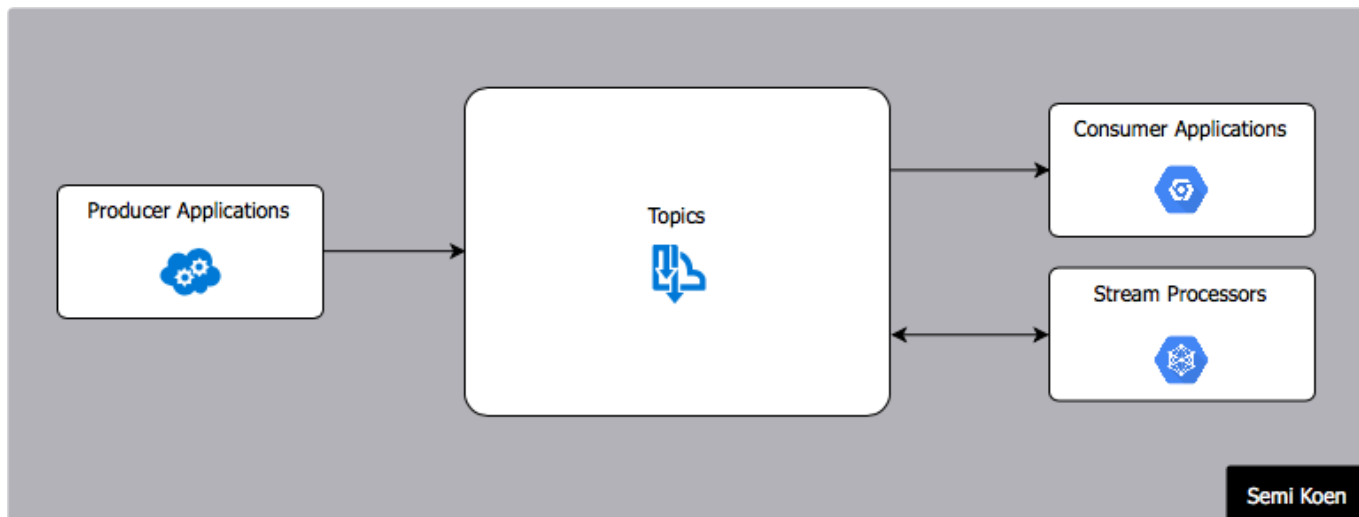 Producer Applications
Topics
Consumer Applications
Stream Processors
Semi Koen